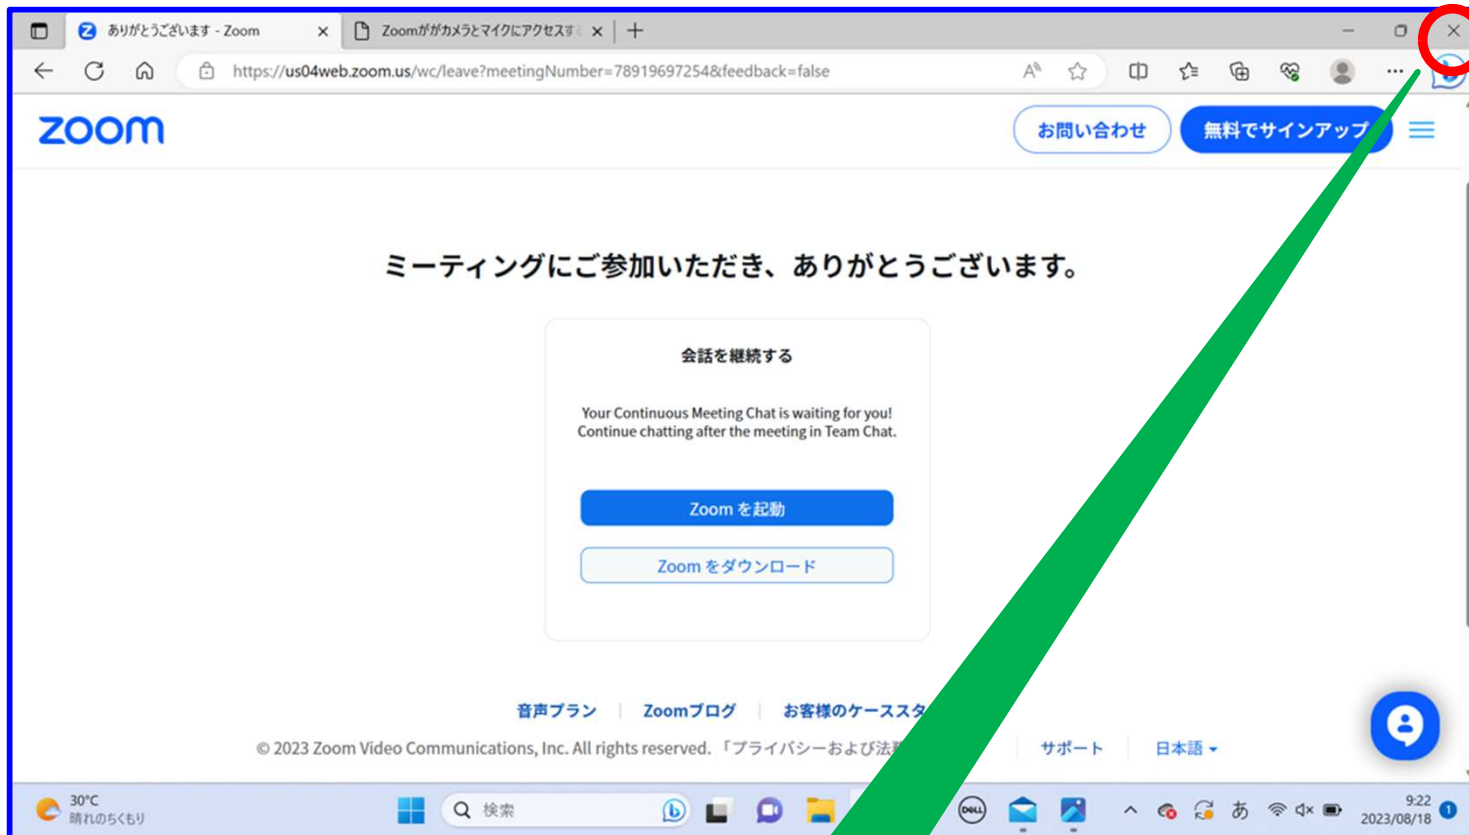 ありがとうございます - Zoom
Zoomががカメラとマイクにアクセスする
https://us04web.zoom.us/wc/leave?meetingNumber=78919697254&feedback=false
zoom
お問い合わせ
無料でサインアップ
ミーティングにご参加いただき、ありがとうございます。
会話を継続する
Your Continuous Meeting Chat is waiting for you!
Continue chatting after the meeting in Team Chat.
Zoom を起動
Zoom をダウンロード
音声プラン Zoomブログ お客様のケーススタ
© 2023 Zoom Video Communications, Inc. All rights reserved. 「プライバシーおよび法 サポート 日本語
30°C
晴れのちくもり
検索
DELL
あ
9:22
2023/08/18
1